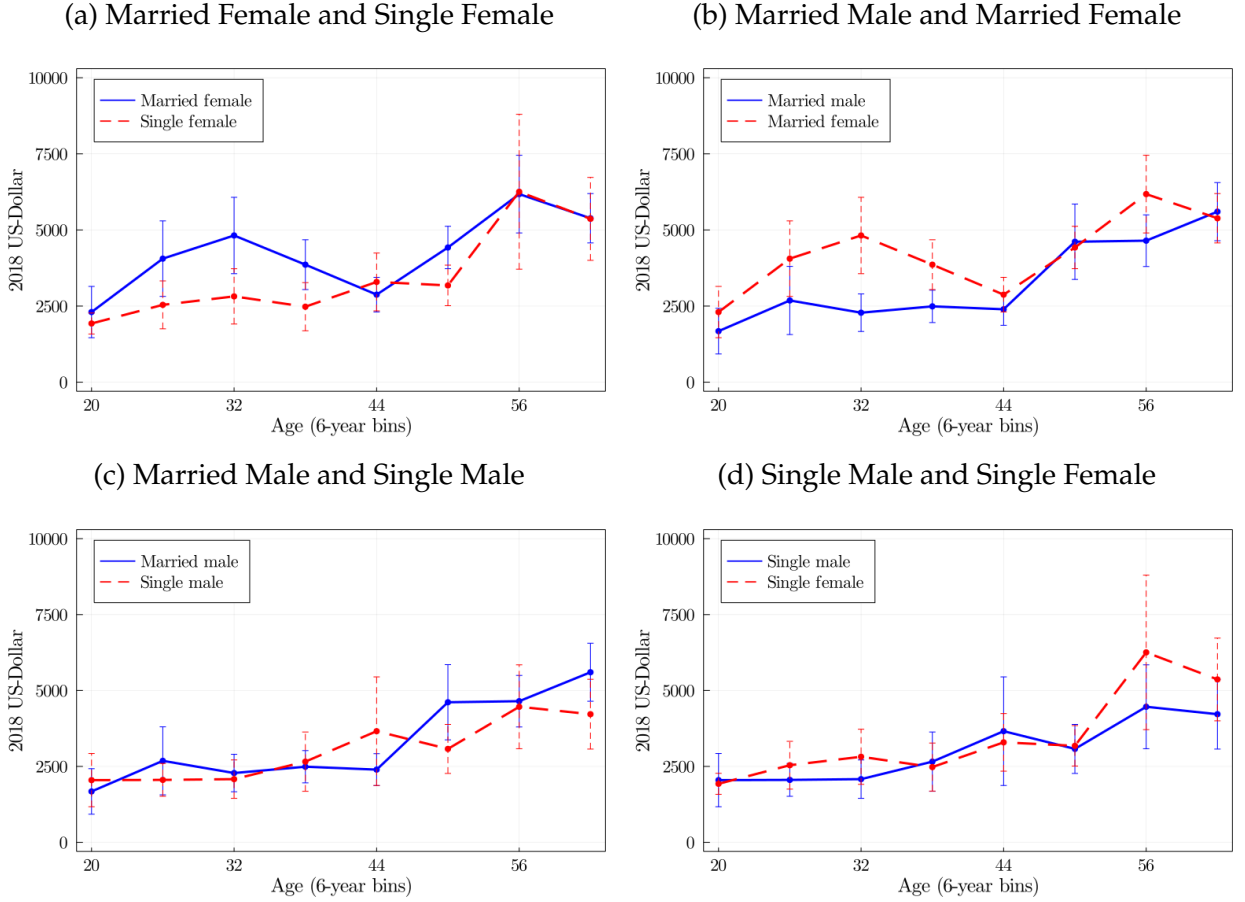 (a) Married Female and Single Female
10000
7500
5000
2500
0
2018 US-Dollar
Married female
Single female
20
32
44
56
Age (6-year bins)
(b) Married Male and Married Female
10000
7500
5000
2500
0
2018 US-Dollar
Married male
Married female
20
32
44
56
Age (6-year bins)
(c) Married Male and Single Male
10000
7500
5000
2500
0
2018 US-Dollar
Married male
Single male
20
32
44
56
Age (6-year bins)
(d) Single Male and Single Female
10000
7500
5000
2500
0
2018 US-Dollar
Single male
Single female
20
32
44
56
Age (6-year bins)